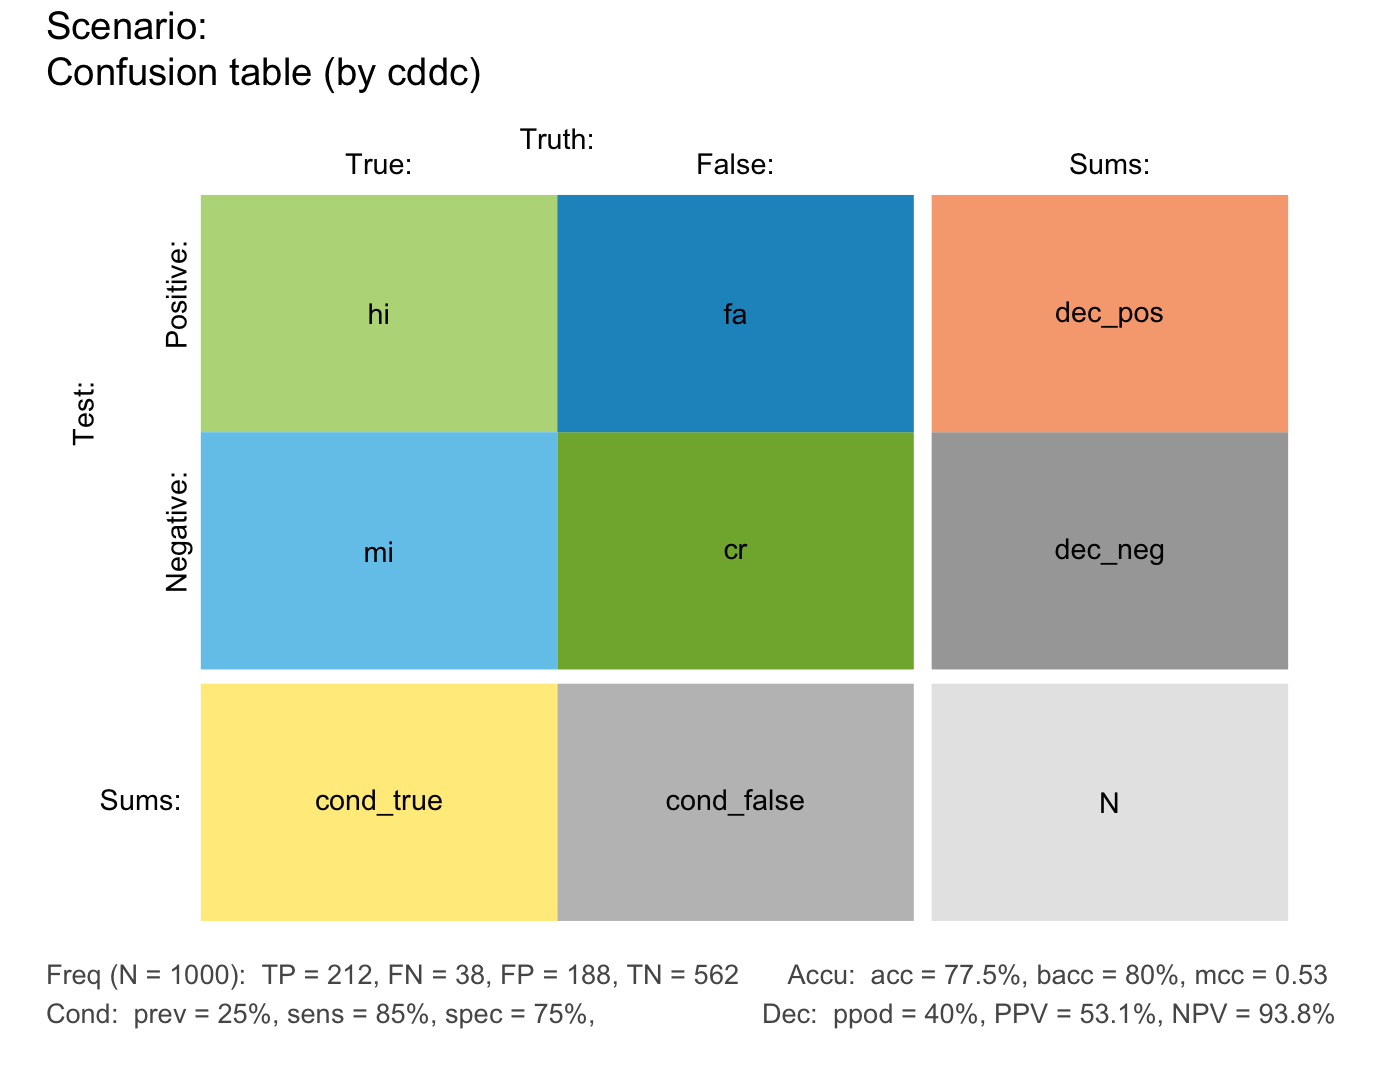 Scenario:
Confusion table (by cddc)
Truth:
True:
False:
Sums:
Test:
Positive:
hi
fa
dec_pos
Negative:
mi
cr
dec_neg
Sums:
cond_true
cond_false
N
Freq (N = 1000):  TP = 212, FN = 38, FP = 188, TN = 562
Accu:  acc = 77.5%, bacc = 80%, mcc = 0.53
Cond:  prev = 25%, sens = 85%, spec = 75%,
Dec:  ppod = 40%, PPV = 53.1%, NPV = 93.8%